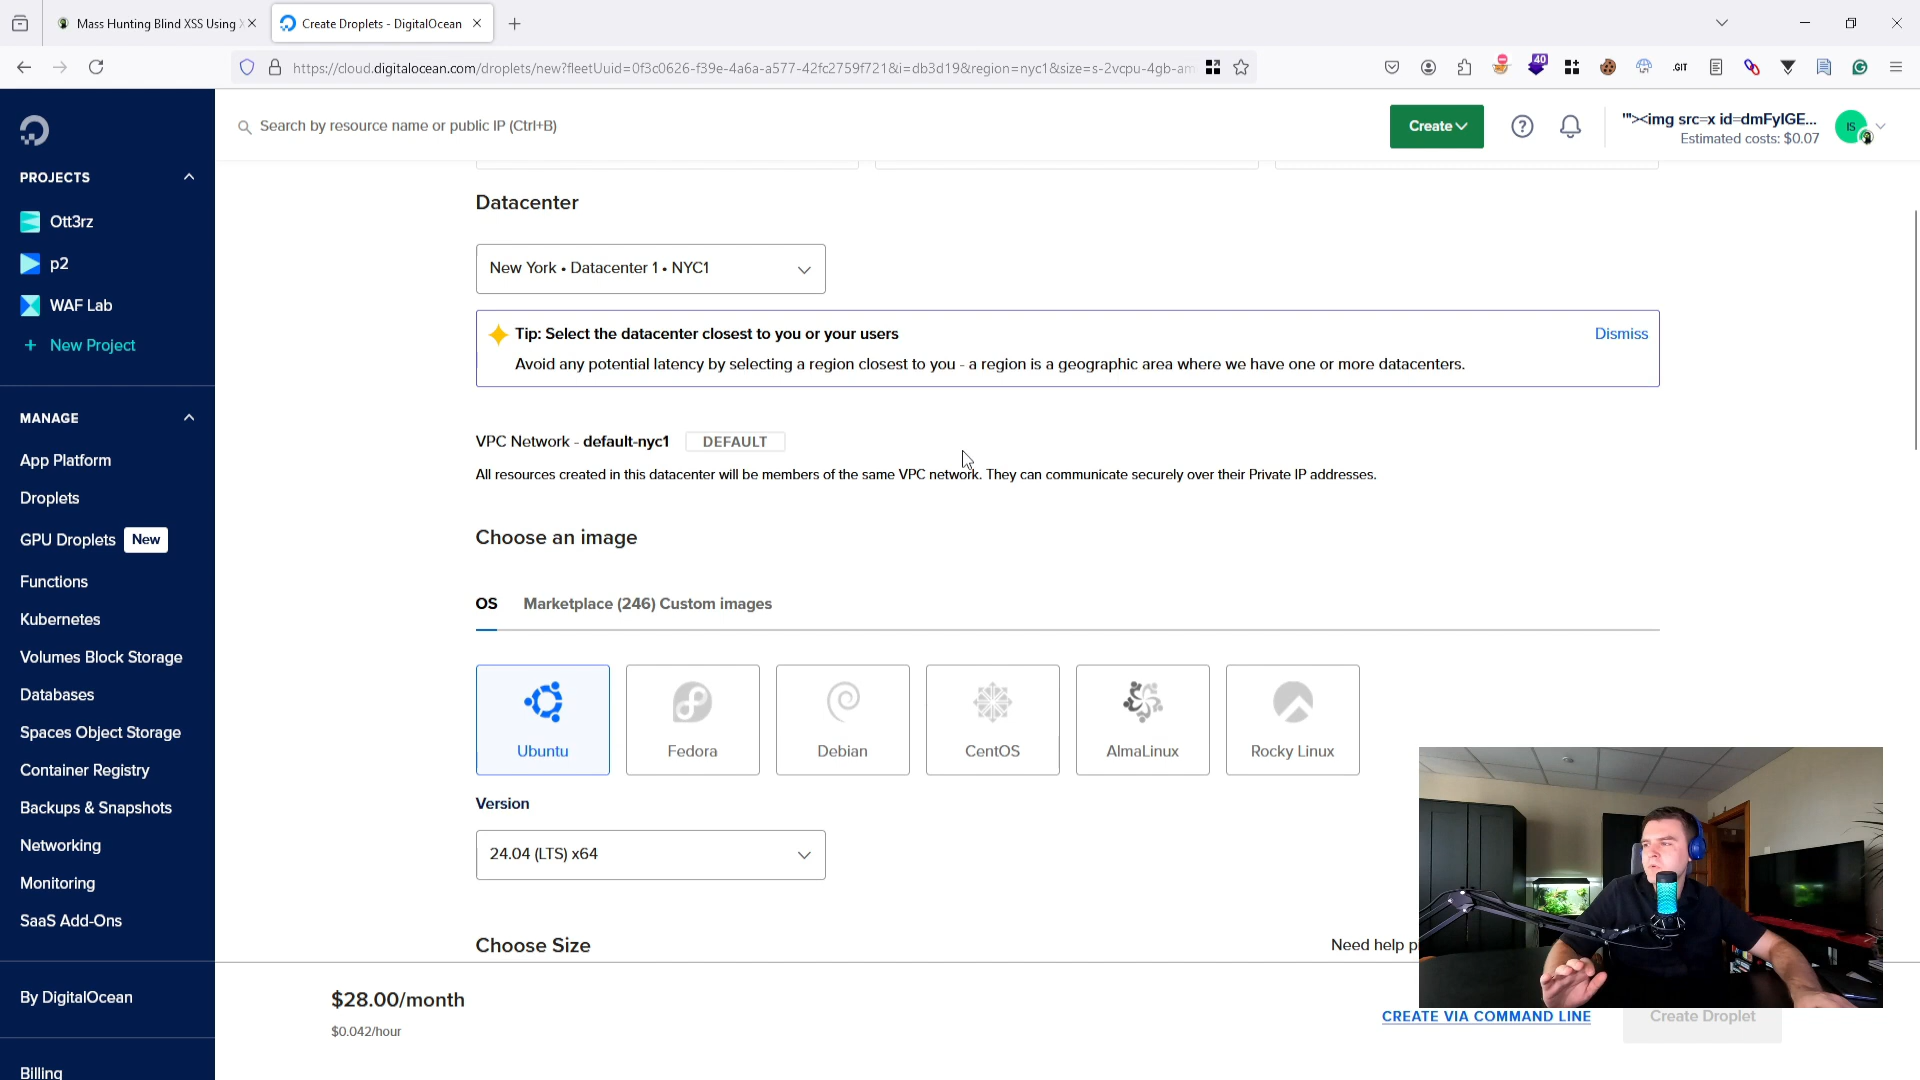 Mass Hunting Blind XSS Using
Create Droplets - DigitalOcean
https://cloud.digitalocean.com/droplets/new?fleetUuid=0f3c0626-f39e-4a6a-a577-42fc2759f721&i=db3d19&region=nyc1&size=s-2vcpu-4gb-am
40
.GIT
Search by resource name or public IP (Ctrl+B)
Create
'"><img src=x id=dmFyIGE...
Estimated costs: $0.07
IS
PROJECTS
Ott3rz
p2
WAF Lab
+ New Project
MANAGE
App Platform
Droplets
GPU Droplets New
Functions
Kubernetes
Volumes Block Storage
Databases
Spaces Object Storage
Container Registry
Backups & Snapshots
Networking
Monitoring
SaaS Add-Ons
By DigitalOcean
Billing
Datacenter
New York • Datacenter 1 • NYC1
Tip: Select the datacenter closest to you or your users
Dismiss
Avoid any potential latency by selecting a region closest to you - a region is a geographic area where we have one or more datacenters.
VPC Network - default-nyc1 DEFAULT
All resources created in this datacenter will be members of the same VPC network. They can communicate securely over their Private IP addresses.
Choose an image
OS Marketplace (246) Custom images
Ubuntu
Fedora
Debian
CentOS
AlmaLinux
Rocky Linux
Version
24.04 (LTS) x64
Choose Size
Need help p
$28.00/month
$0.042/hour
CREATE VIA COMMAND LINE
Create Droplet